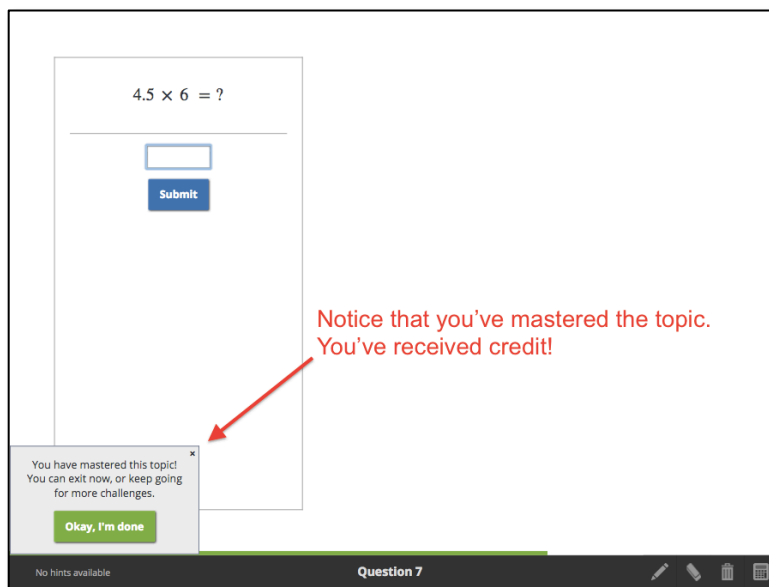 4.5 × 6 = ?
Submit
Notice that you've mastered the topic.
You've received credit!
×
You have mastered this topic!
You can exit now, or keep going
for more challenges.
Okay, I'm done
No hints available
Question 7